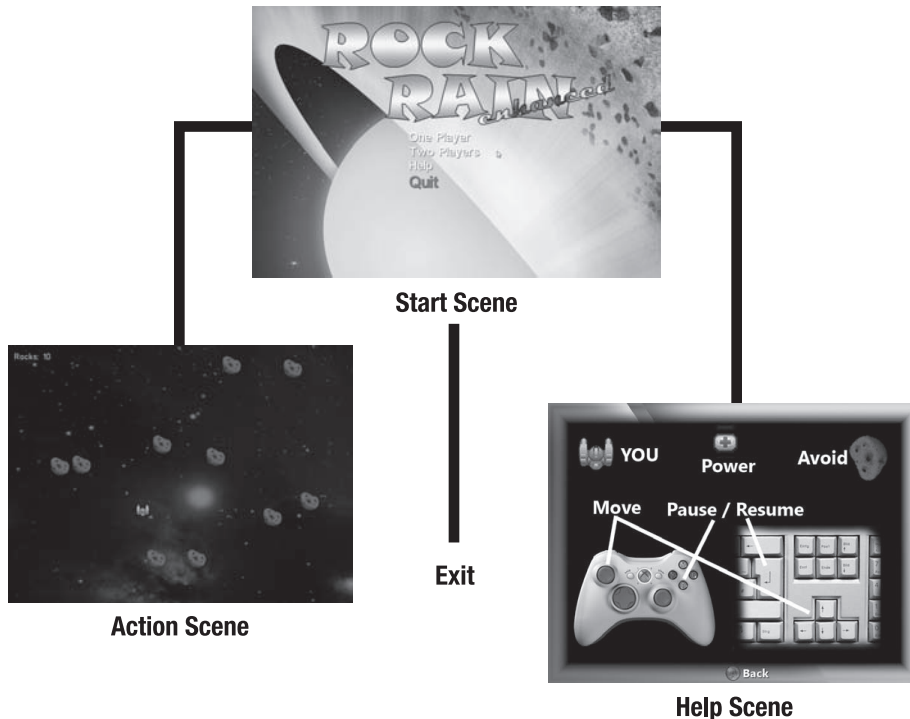 ROCK
RAIN
enhanced
One Player
Two Players
Help
Quit
Start Scene
Rocks: 10
Action Scene
Exit
YOU
Power
Avoid
Move
Pause / Resume
Back
Help Scene